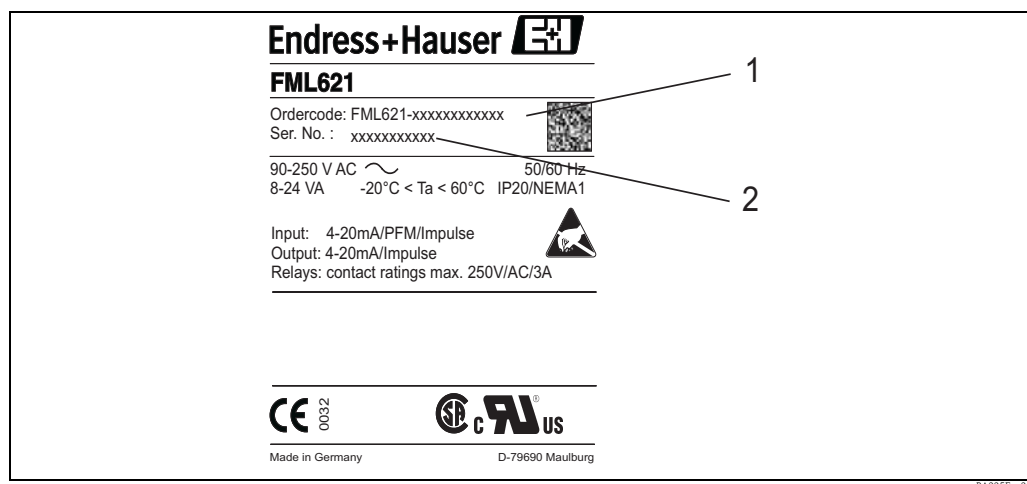 Endress+Hauser E+H
FML621
1
Ordercode: FML621-xxxxxxxxxxxx
Ser. No. : xxxxxxxxxxx
90-250 V AC 50/60 Hz
2
8-24 VA -20°C < Ta < 60°C IP20/NEMA1
Input: 4-20mA/PFM/Impulse
Output: 4-20mA/Impulse
Relays: contact ratings max. 250V/AC/3A
CE 0032 SA c RU ® US
Made in Germany D-79690 Maulburg